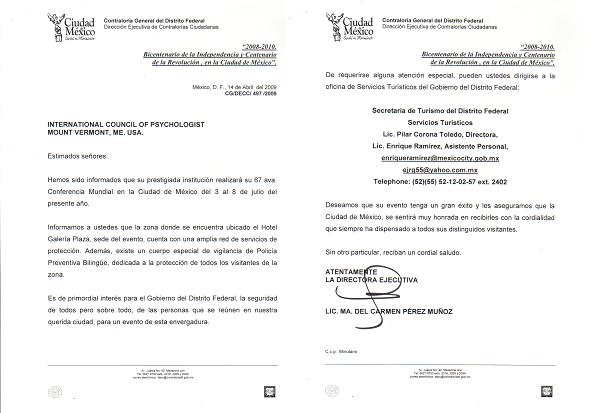 Ciudad
de
México
Contraloría General del Distrito Federal
Dirección Ejecutiva de Contralorías Ciudadanas
"2008-2010.
Bicentenario de la Independencia y Centenario
de la Revolución, en la Ciudad de México".
México, D. F., 14 de Abril del 2009
CG/DECC/ 497 /2009
INTERNATIONAL COUNCIL OF PSYCHOLOGIST
MOUNT VERMONT, ME. USA.
Estimados señores:
Hemos sido informados que su prestigiada institución realizará su 67 ava.
Conferencia Mundial en la Ciudad de México del 3 al 8 de julio del
presente año.
Informamos a ustedes que la zona donde se encuentra ubicado el Hotel
Galería Plaza, sede del evento, cuenta con una amplia red de servicios de
protección. Además, existe un cuerpo especial de vigilancia de Policía
Preventiva Bilingüe, dedicada a la protección de todos los visitantes de la
zona.
Es de primordial interés para el Gobierno del Distrito Federal, la seguridad
de todos pero sobre todo, de las personas que se reúnen en nuestra
querida ciudad, para un evento de esta envergadura.
Ciudad
de
México
Contraloría General del Distrito Federal
Dirección Ejecutiva de Contralorías Ciudadanas
"2008-2010.
Bicentenario de la Independencia y Centenario
de la Revolución, en la Ciudad de México".
De requerirse alguna atención especial, pueden ustedes dirigirse a la
oficina de Servicios Turísticos del Gobierno del Distrito Federal:
Secretaria de Turismo del Distrito Federal
Servicios Turísticos
Lic. Pilar Corona Toledo, Directora,
Lic. Enrique Ramírez, Asistente Personal,
enriqueramirez@mexicocity.gob.mx
ejrg55@yahoo.com.mx
Telephone: (52)(55) 52-12-02-57 ext. 2402
Deseamos que su evento tenga un gran éxito y les aseguramos que la
Ciudad de México, se sentirá muy honrada en recibirles con la cordialidad
que siempre ha dispensado a todos sus distinguidos visitantes.
Sin otro particular, reciban un cordial saludo.
ATENTAMENTE
LA DIRECTORA EJECUTIVA
LIC. MA. DEL CARMEN PÉREZ MUÑOZ
C.c.p. Minutario